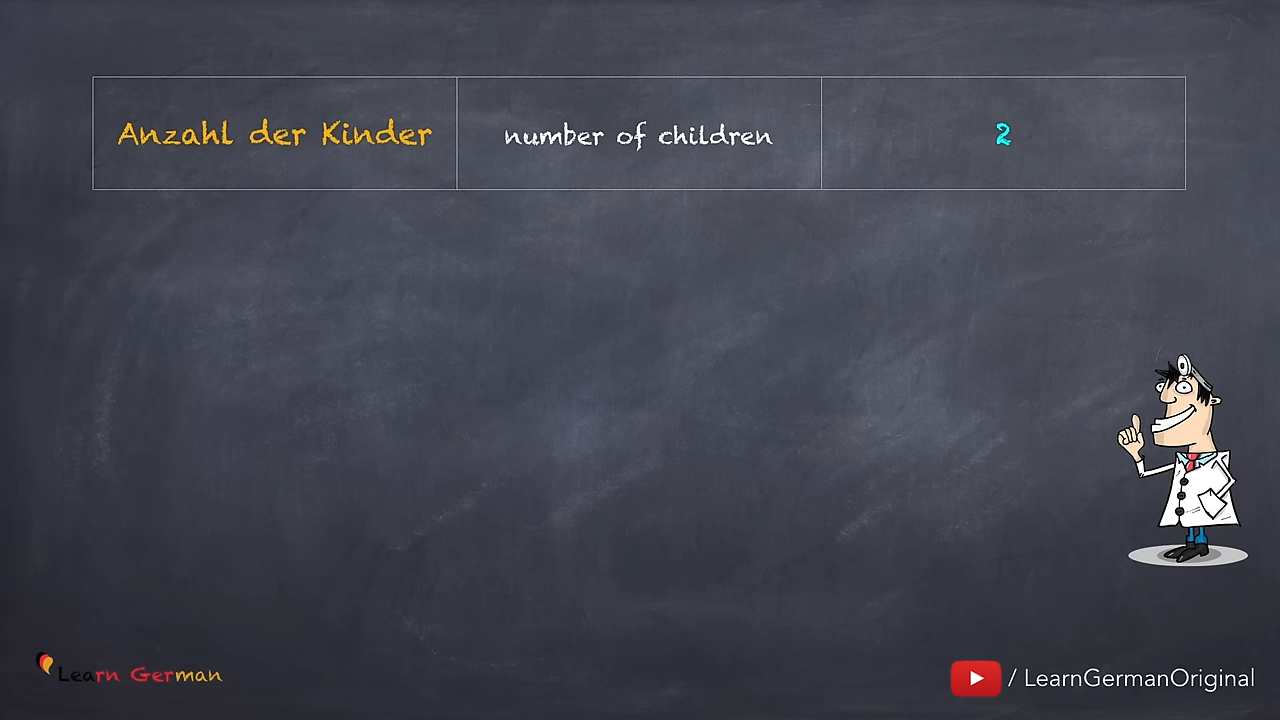 Anzahl der Kinder
number of children
2
Learn German
/ LearnGermanOriginal